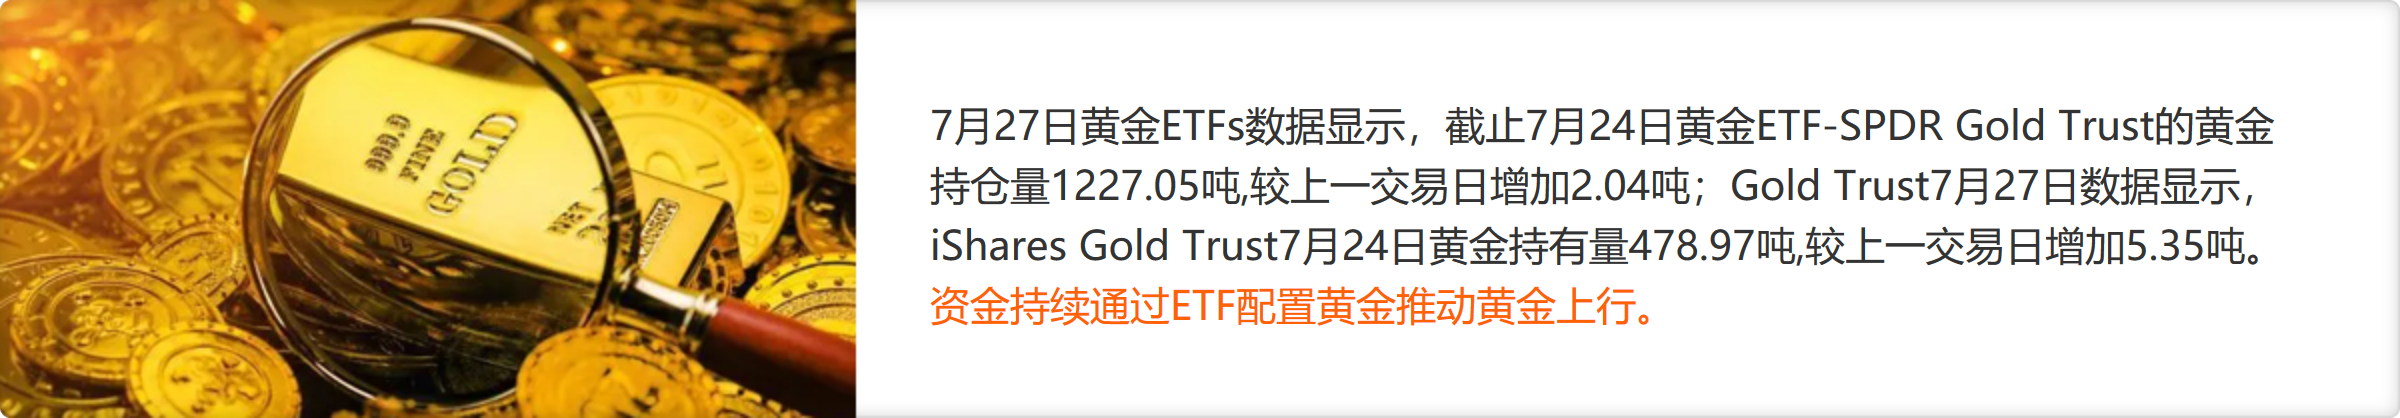 999.9
FINE
GOLD
NET
7月27日黄金ETFs数据显示，截止7月24日黄金ETF-SPDR Gold Trust的黄金
持仓量1227.05吨,较上一交易日增加2.04吨；Gold Trust7月27日数据显示，
iShares Gold Trust7月24日黄金持有量478.97吨,较上一交易日增加5.35吨。
资金持续通过ETF配置黄金推动黄金上行。